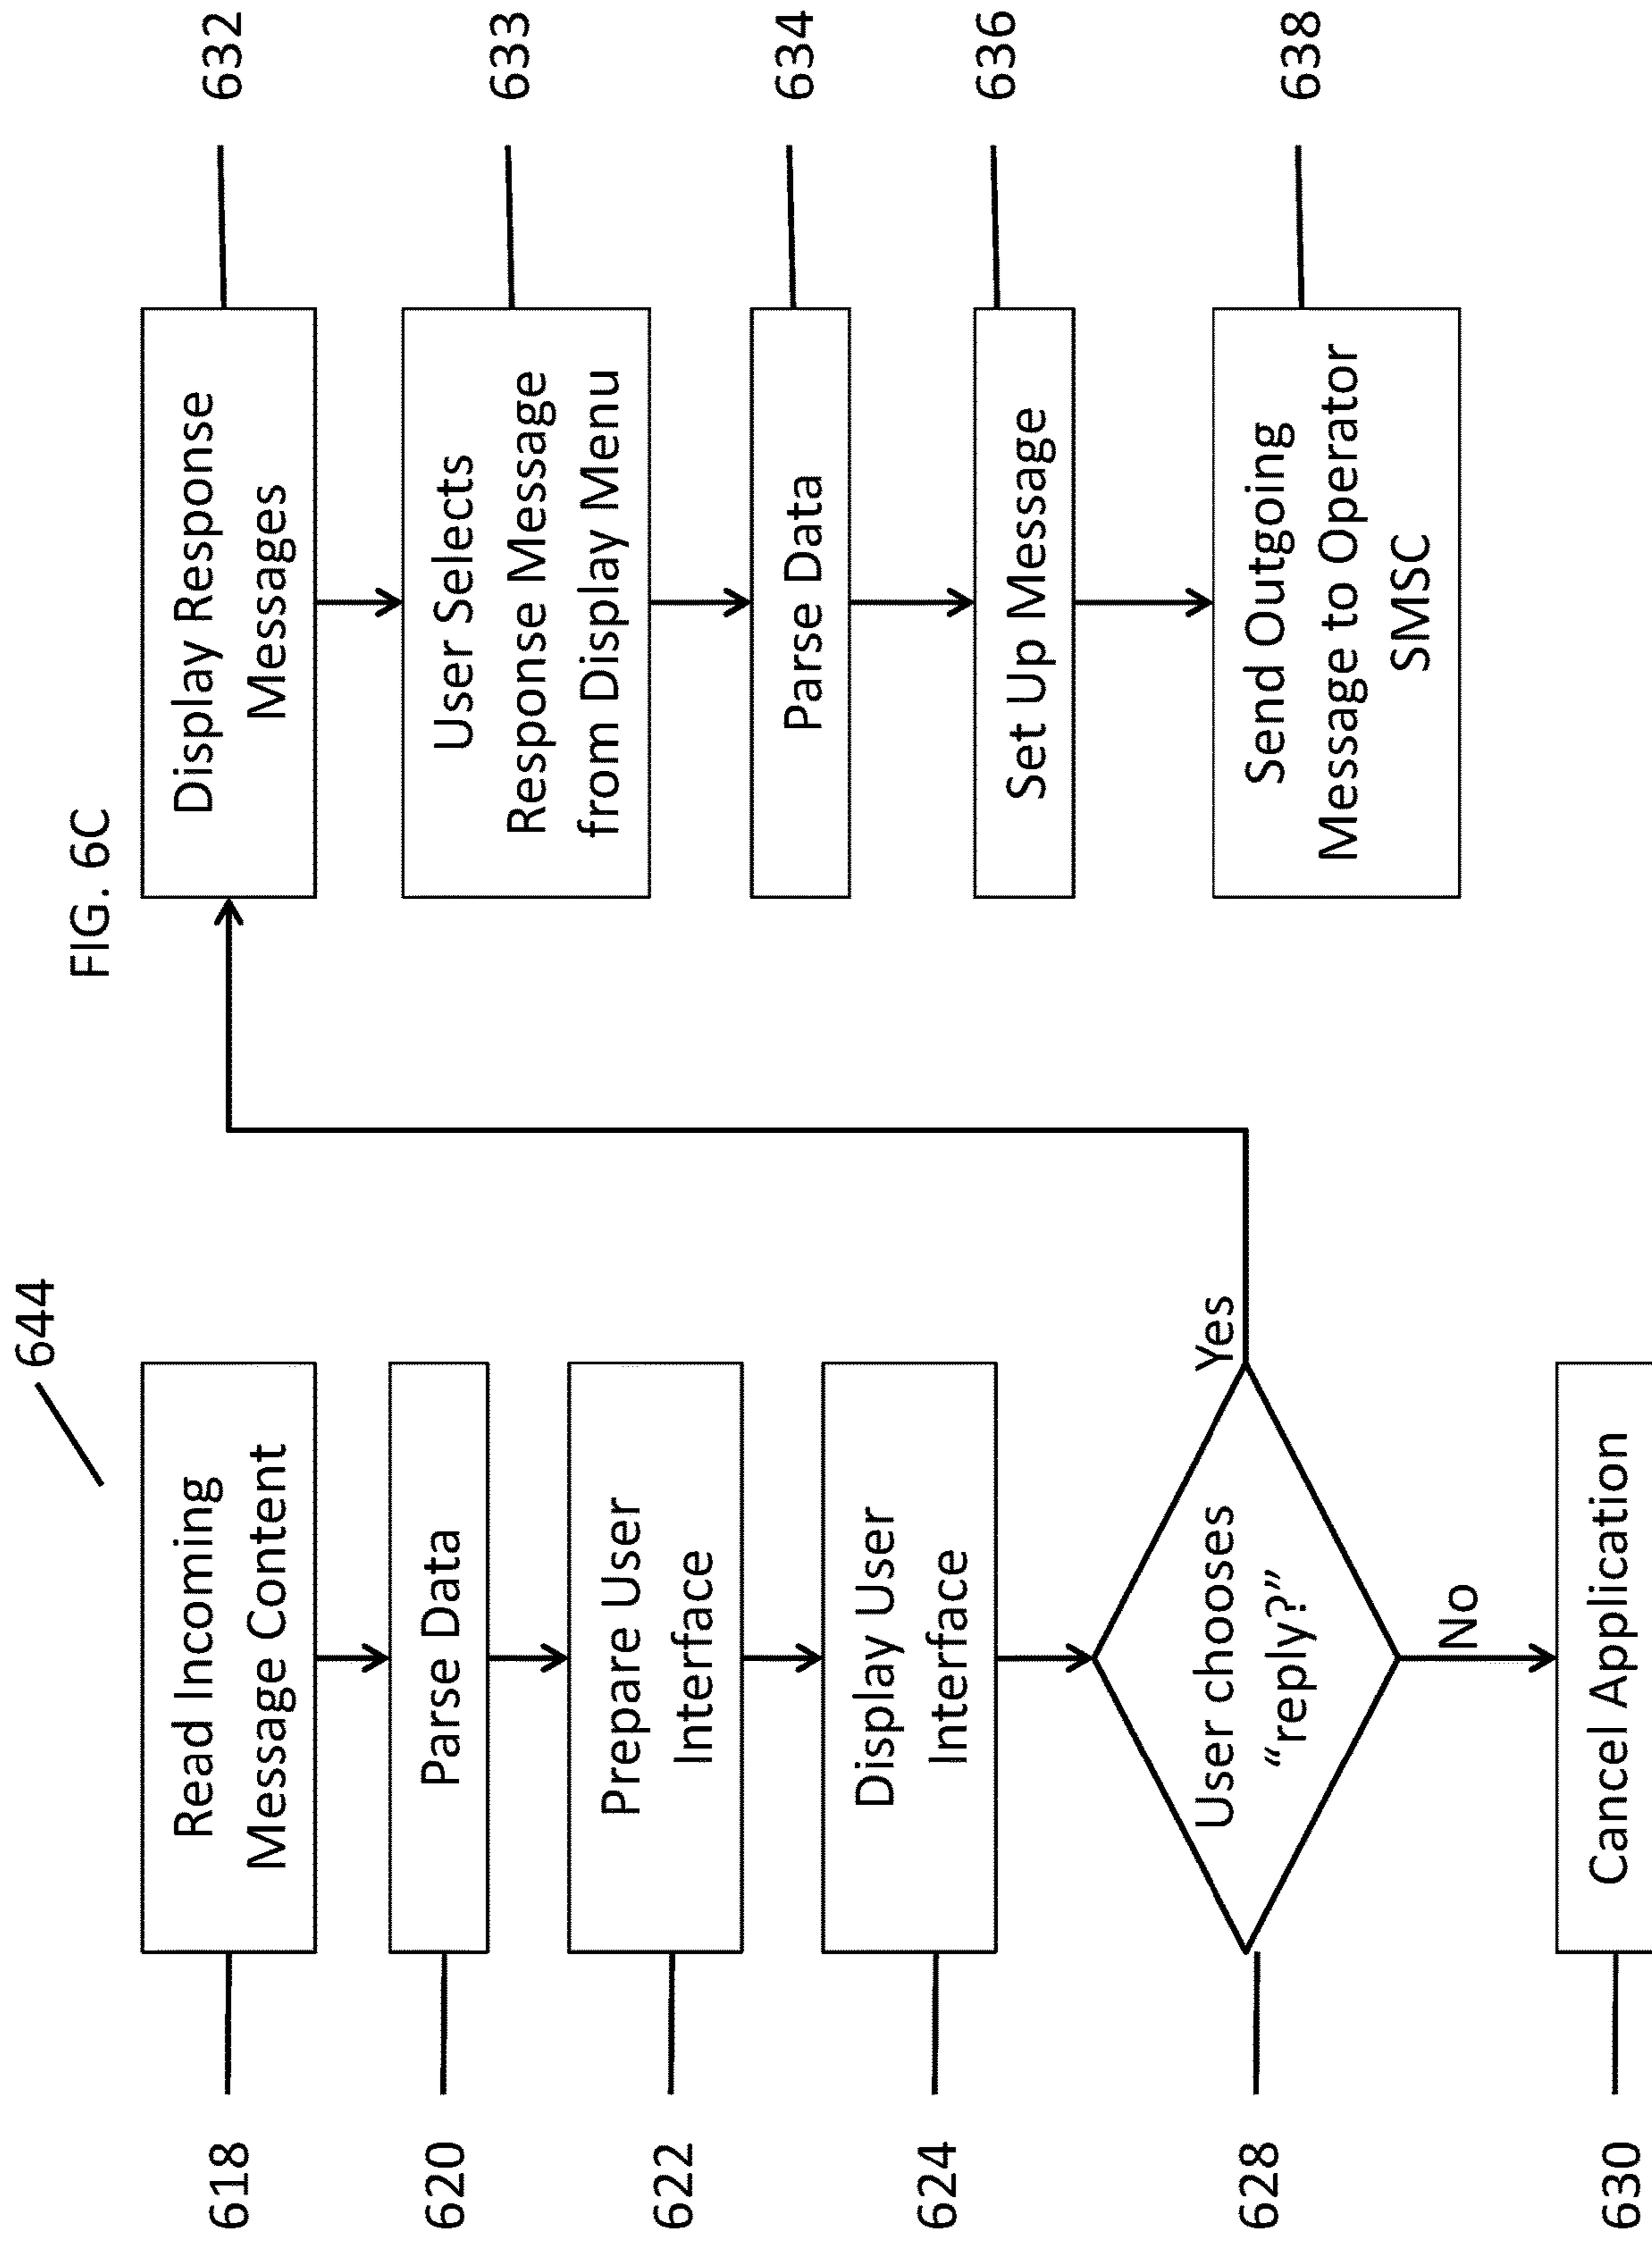 FIG. 6C
644
618
Read Incoming
Message Content
620
Parse Data
622
Prepare User
Interface
624
Display User
Interface
628
User chooses
“reply?”
Yes
No
630
Cancel Application
Display Response
Messages
632
User Selects
Response Message
from Display Menu
633
Parse Data
634
Set Up Message
636
Send Outgoing
Message to Operator
SMSC
638